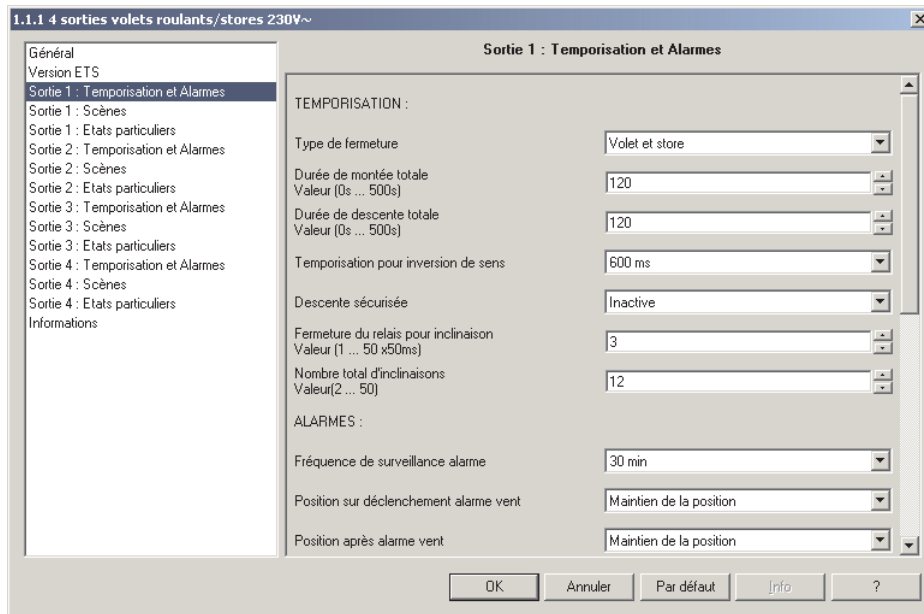 1.1.1 4 sorties volets roulants/stores 230V~
Général
Version ETS
Sortie 1 : Temporisation et Alarmes
Sortie 1 : Scènes
Sortie 1 : Etats particuliers
Sortie 2 : Temporisation et Alarmes
Sortie 2 : Scènes
Sortie 2 : Etats particuliers
Sortie 3 : Temporisation et Alarmes
Sortie 3 : Scènes
Sortie 3 : Etats particuliers
Sortie 4 : Temporisation et Alarmes
Sortie 4 : Scènes
Sortie 4 : Etats particuliers
Informations
Sortie 1 : Temporisation et Alarmes
TEMPORISATION :
Type de fermeture
Volet et store
Durée de montée totale
Valeur (0s ... 500s)
120
Durée de descente totale
Valeur (0s ... 500s)
120
Temporisation pour inversion de sens
600 ms
Descente sécurisée
Inactive
Fermeture du relais pour inclinaison
Valeur (1 ... 50 x50ms)
3
Nombre total d'inclinaisons
Valeur(2 ... 50)
12
ALARMES :
Fréquence de surveillance alarme
30 min
Position sur déclenchement alarme vent
Maintien de la position
Position après alarme vent
Maintien de la position
OK
Annuler
Par défaut
Info
?